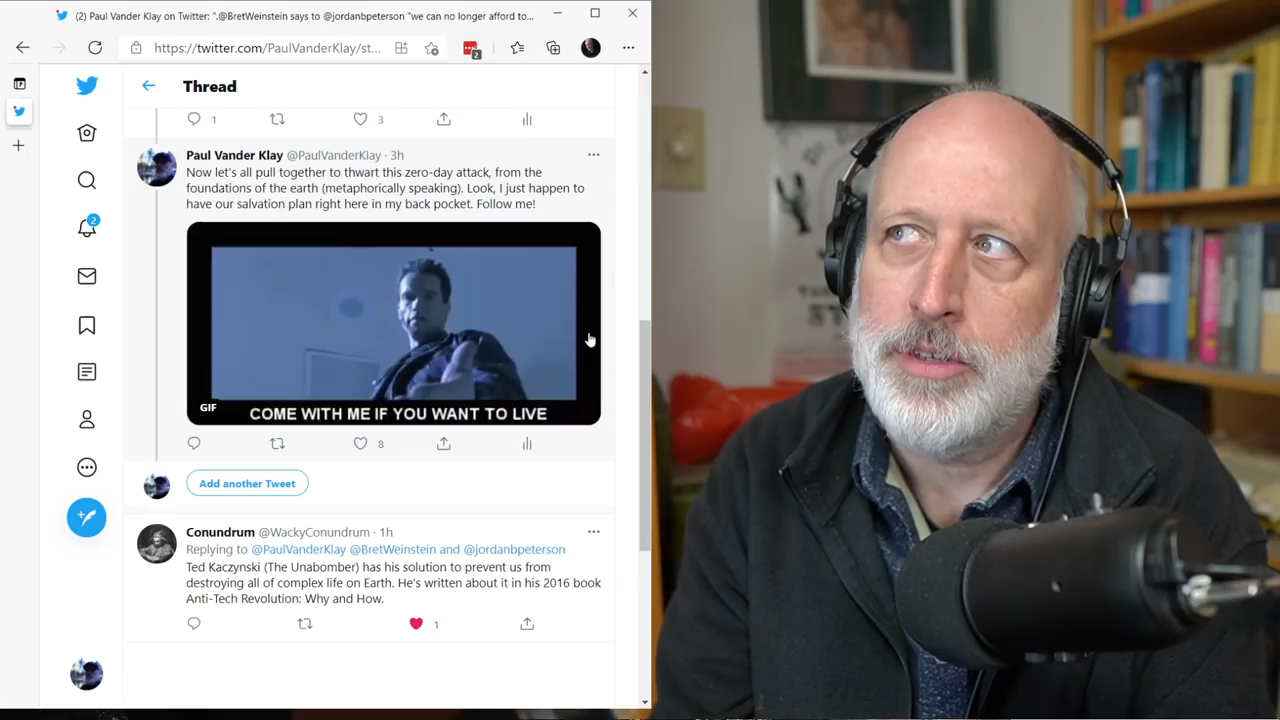 (2) Paul Vander Klay on Twitter: ".@BretWeinstein says to @jordanbpeterson "we can no longer afford to...
https://twitter.com/PaulVanderKlay/st...
2
Thread
1
3
2
Paul Vander Klay @PaulVanderKlay · 3h
Now let's all pull together to thwart this zero-day attack, from the
foundations of the earth (metaphorically speaking). Look, I just happen to
have our salvation plan right here in my back pocket. Follow me!
GIF
COME WITH ME IF YOU WANT TO LIVE
8
Add another Tweet
Conundrum @WackyConundrum · 1h
Replying to @PaulVanderKlay @BretWeinstein and @jordanbpeterson
Ted Kaczynski (The Unabomber) has his solution to prevent us from
destroying all of complex life on Earth. He's written about it in his 2016 book
Anti-Tech Revolution: Why and How.
1